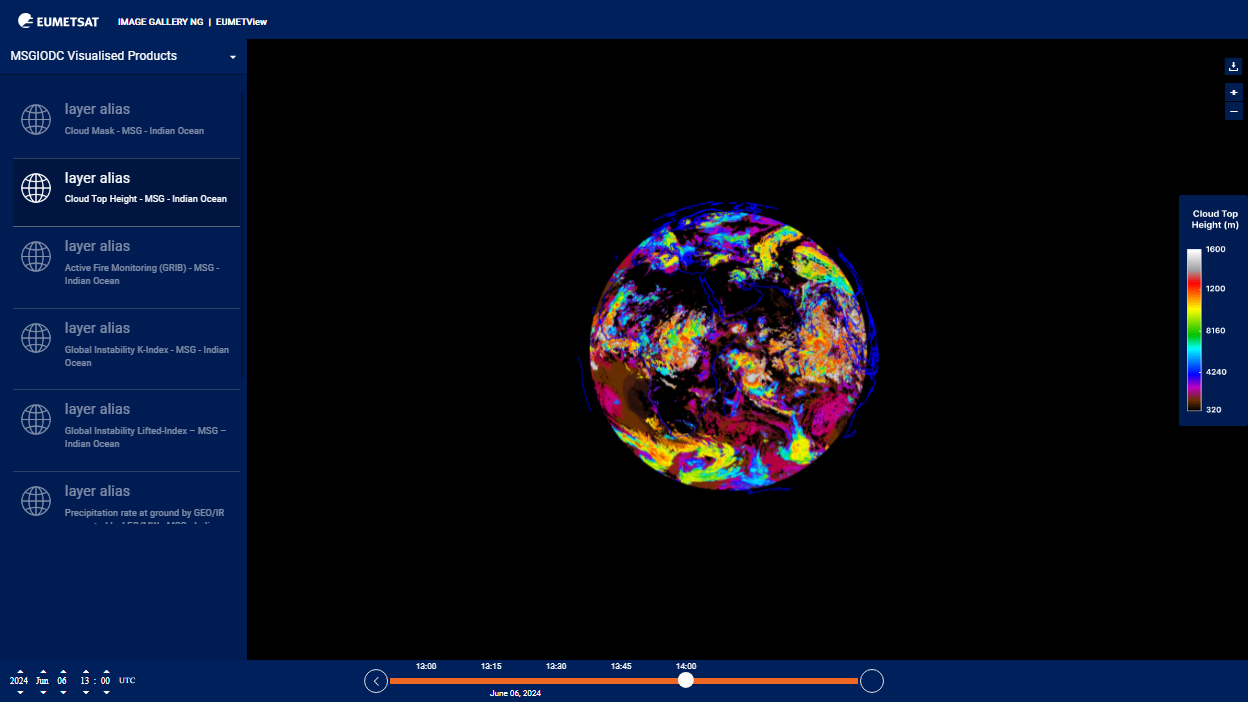 EUMETSAT IMAGE GALLERY NG | EUMETView
MSGIODC Visualised Products
layer alias
Cloud Mask - MSG - Indian Ocean
layer alias
Cloud Top Height - MSG - Indian Ocean
layer alias
Active Fire Monitoring (GRIB) - MSG -
Indian Ocean
layer alias
Global Instability K-Index - MSG - Indian
Ocean
layer alias
Global Instability Lifted-Index – MSG –
Indian Ocean
layer alias
Precipitation rate at ground by GEO/IR
Cloud Top
Height (m)
1600
1200
8160
4240
320
13:00 13:15 13:30 13:45 14:00
2024 Jun 06 13 : 00 UTC
June 06, 2024